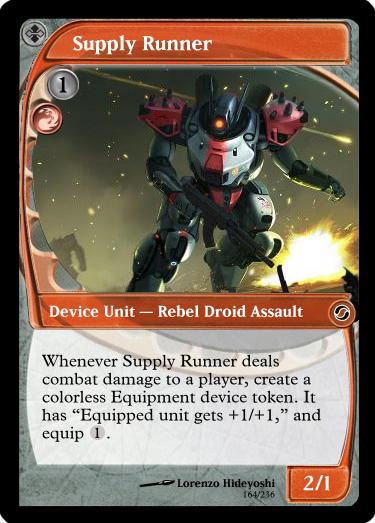 Supply Runner
1
Device Unit — Rebel Droid Assault
Whenever Supply Runner deals
combat damage to a player, create a
colorless Equipment device token. It
has “Equipped unit gets +1/+1,” and
equip 1.
Lorenzo Hideyoshi
164/236
2/1